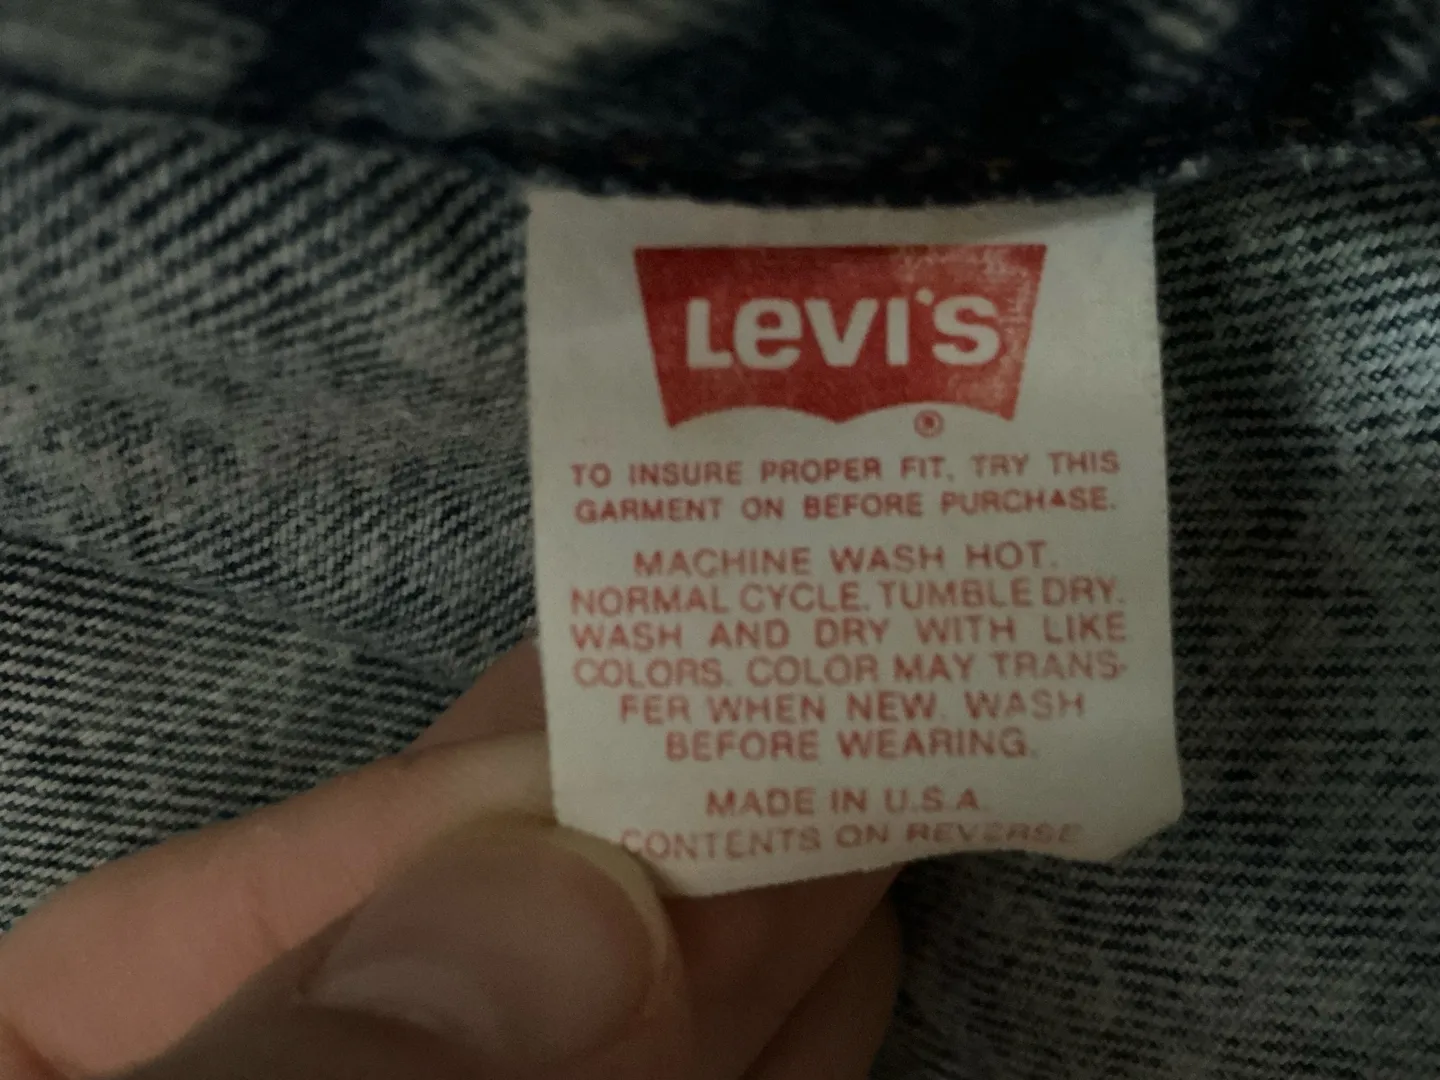 LEVI'S
®
TO INSURE PROPER FIT, TRY THIS
GARMENT ON BEFORE PURCHASE.
MACHINE WASH HOT.
NORMAL CYCLE. TUMBLE DRY.
WASH AND DRY WITH LIKE
COLORS. COLOR MAY TRANS-
FER WHEN NEW. WASH
BEFORE WEARING.
MADE IN U.S.A.
CONTENTS ON REVERSE